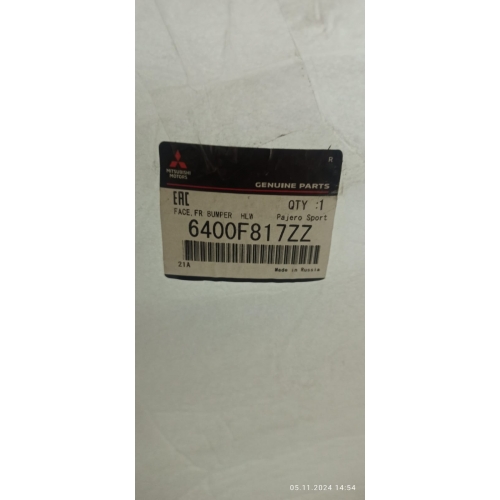 R
MITSUBISHI
MOTORS
GENUINE PARTS
EAC
QTY :1
FACE,FR BUMPER HLW
Pajero Sport
6400F817ZZ
21A
Made in Russia
05.11.2024 14:54